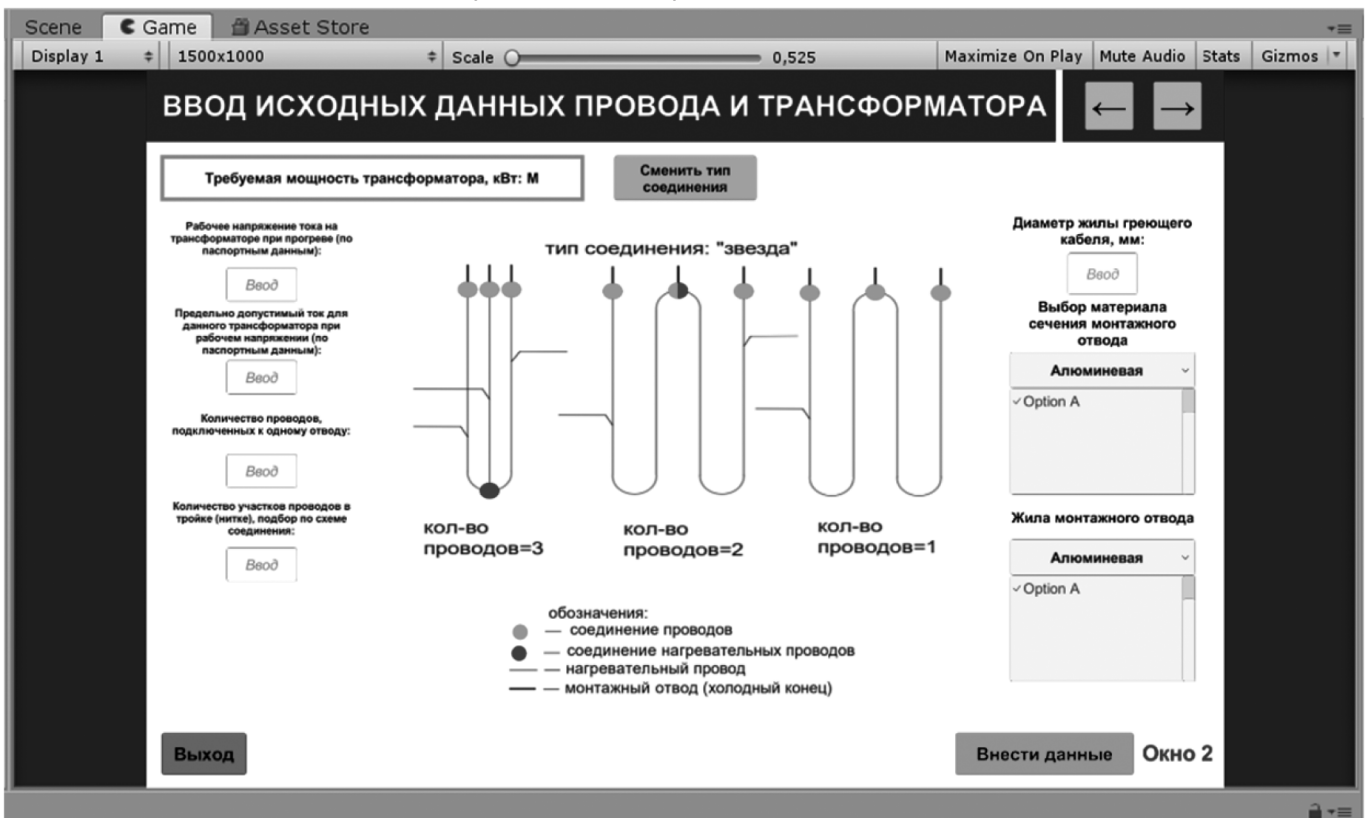 Scene Game Asset Store
Display 1 1500x1000 Scale 0,525 Maximize On Play Mute Audio Stats Gizmos
ВВОД ИСХОДНЫХ ДАННЫХ ПРОВОДА И ТРАНСФОРМАТОРА ← →
Требуемая мощность трансформатора, кВт: М
Сменить тип
соединения
Рабочее напряжение тока на
трансформаторе при прогреве (по
паспортным данным):
Ввод
Предельно допустимый ток для
данного трансформатора при
рабочем напряжении (по
паспортным данным):
Ввод
Количество проводов,
подключенных к одному отводу:
Ввод
Количество участков проводов в
тройке (нитке), подбор по схеме
соединения:
Ввод
тип соединения: "звезда"
кол-во
проводов=3
кол-во
проводов=2
кол-во
проводов=1
обозначения:
— соединение проводов
— соединение нагревательных проводов
— нагревательный провод
— монтажный отвод (холодный конец)
Диаметр жилы греющего
кабеля, мм:
Ввод
Выбор материала
сечения монтажного
отвода
Алюминевая
✓ Option A
Жила монтажного отвода
Алюминевая
✓ Option A
Выход
Внести данные
Окно 2